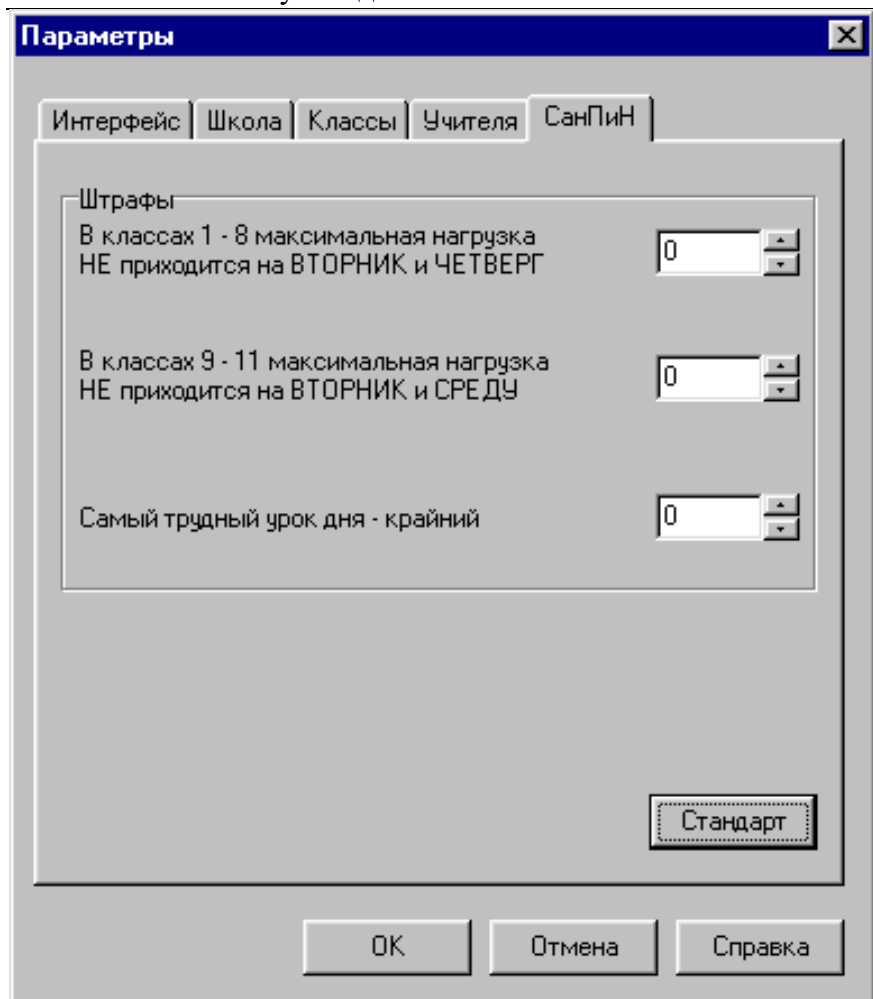 Параметры
Интерфейс Школа Классы Учителя СанПиН
Штрафы
В классах 1 - 8 максимальная нагрузка
НЕ приходится на ВТОРНИК и ЧЕТВЕРГ
0
В классах 9 - 11 максимальная нагрузка
НЕ приходится на ВТОРНИК и СРЕДУ
0
Самый трудный урок дня - крайний
0
Стандарт
OK Отмена Справка